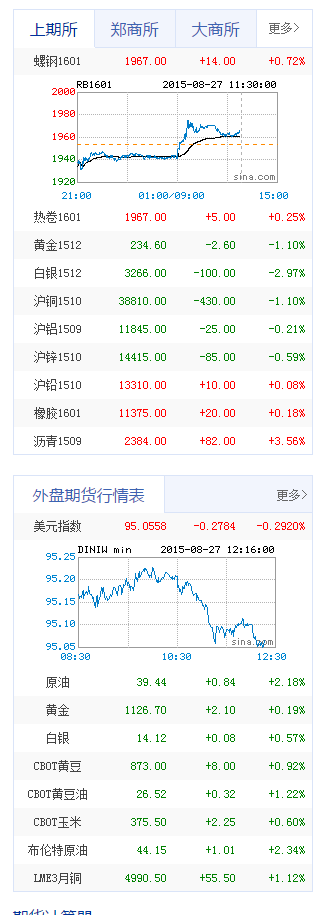 上期所 郑商所 大商所 更多>
螺钢1601 1967.00 +14.00 +0.72%
RB1601 2015-08-27 11:30:00
2000
1980
1960
1940
1920
sina.com
21:00 01:00/09:00 15:00
热卷1601 1967.00 +5.00 +0.25%
黄金1512 234.60 -2.60 -1.10%
白银1512 3266.00 -100.00 -2.97%
沪铜1510 38810.00 -430.00 -1.10%
沪铝1509 11845.00 -25.00 -0.21%
沪锌1510 14415.00 -85.00 -0.59%
沪铅1510 13310.00 +10.00 +0.08%
橡胶1601 11375.00 +20.00 +0.18%
沥青1509 2384.00 +82.00 +3.56%
外盘期货行情表 更多>
美元指数 95.0558 -0.2784 -0.2920%
DINIW min 2015-08-27 12:16:00
95.25
95.20
95.15
95.10
95.05
sina.com
08:30 10:30 12:30
原油 39.44 +0.84 +2.18%
黄金 1126.70 +2.10 +0.19%
白银 14.12 +0.08 +0.57%
CBOT黄豆 873.00 +8.00 +0.92%
CBOT黄豆油 26.52 +0.32 +1.22%
CBOT玉米 375.50 +2.25 +0.60%
布伦特原油 44.15 +1.01 +2.34%
LME3月铜 4990.50 +55.50 +1.12%